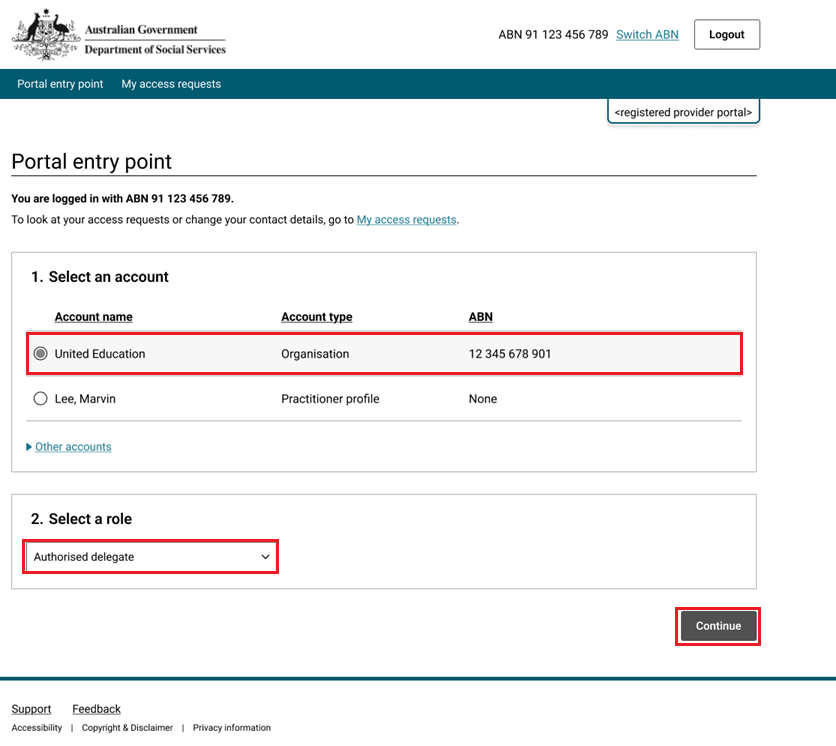 Australian Government
Department of Social Services
ABN 91 123 456 789 Switch ABN Logout
Portal entry point My access requests
<registered provider portal>
Portal entry point
You are logged in with ABN 91 123 456 789.
To look at your access requests or change your contact details, go to My access requests.
1. Select an account
Account name Account type ABN
United Education Organisation 12 345 678 901
Lee, Marvin Practitioner profile None
Other accounts
2. Select a role
Authorised delegate
Continue
Support Feedback
Accessibility | Copyright & Disclaimer | Privacy information